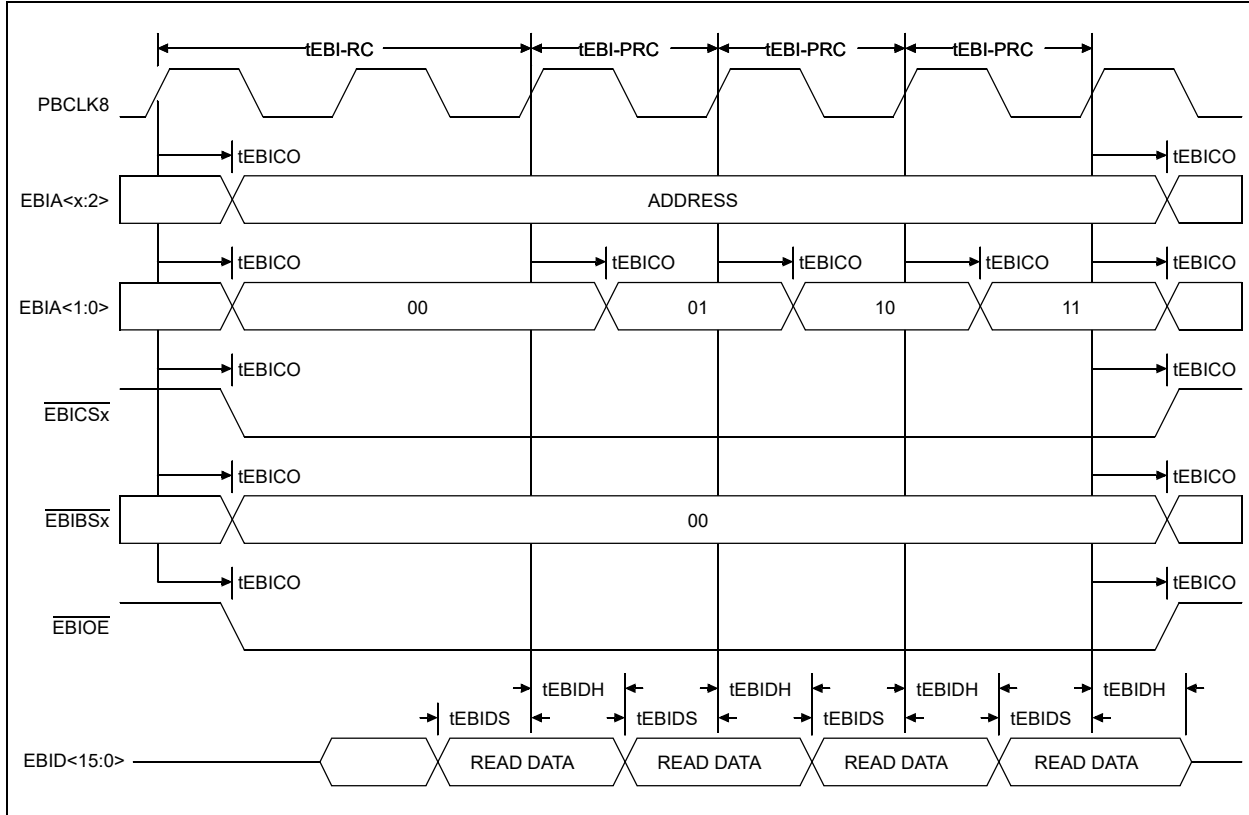 tEBI-RC tEBI-PRC tEBI-PRC tEBI-PRC
PBCLK8
tEBICO tEBICO
EBIA<x:2> ADDRESS
tEBICO tEBICO tEBICO tEBICO tEBICO
EBIA<1:0> 00 01 10 11
tEBICO tEBICO
EBICSx
tEBICO tEBICO
EBIBSx 00
tEBICO tEBICO
EBIOE
tEBIDH tEBIDH tEBIDH tEBIDH
tEBIDS tEBIDS tEBIDS tEBIDS
EBID<15:0> READ DATA READ DATA READ DATA READ DATA